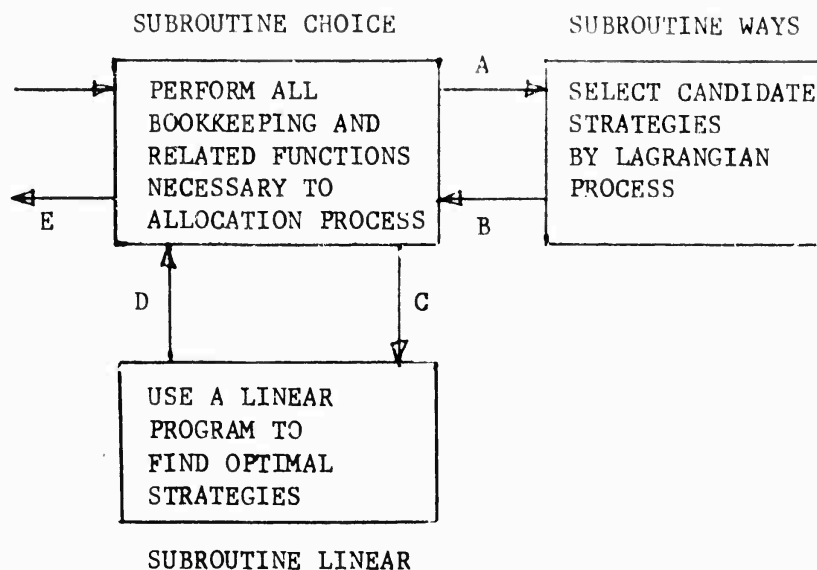 SUBROUTINE CHOICE
SUBROUTINE WAYS
PERFORM ALL
BOOKKEEPING AND
RELATED FUNCTIONS
NECESSARY TO
ALLOCATION PROCESS
A
SELECT CANDIDATE
STRATEGIES
BY LAGRANGIAN
PROCESS
E
B
D
C
USE A LINEAR
PROGRAM TO
FIND OPTIMAL
STRATEGIES
SUBROUTINE LINEAR